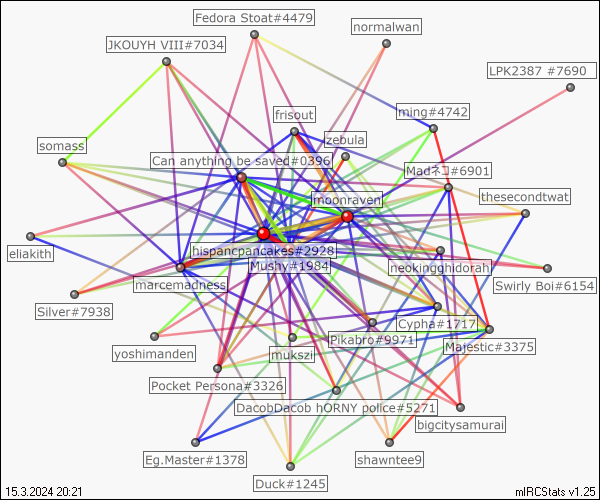 Fedora Stoat#4479
normalwan
JKOUYH VIII#7034
LPK2387 #7690
frisout
ming#4742
zebula
somass
Can anything be saved#0396
Madネコ#6901
moonraven
thesecondtwat
eliakith
hispancpancakes#2928
Mushy#1984
neokingghidorah
marcemadness
Swirly Boi#6154
Silver#7938
Cypha#1717
Pikabro#9971
Majestic#3375
yoshimanden
mukszi
Pocket Persona#3326
DacobDacob hORNY police#5271
bigcitysamurai
Eg.Master#1378
shawntee9
Duck#1245
15.3.2024 20:21
mIRCStats v1.25